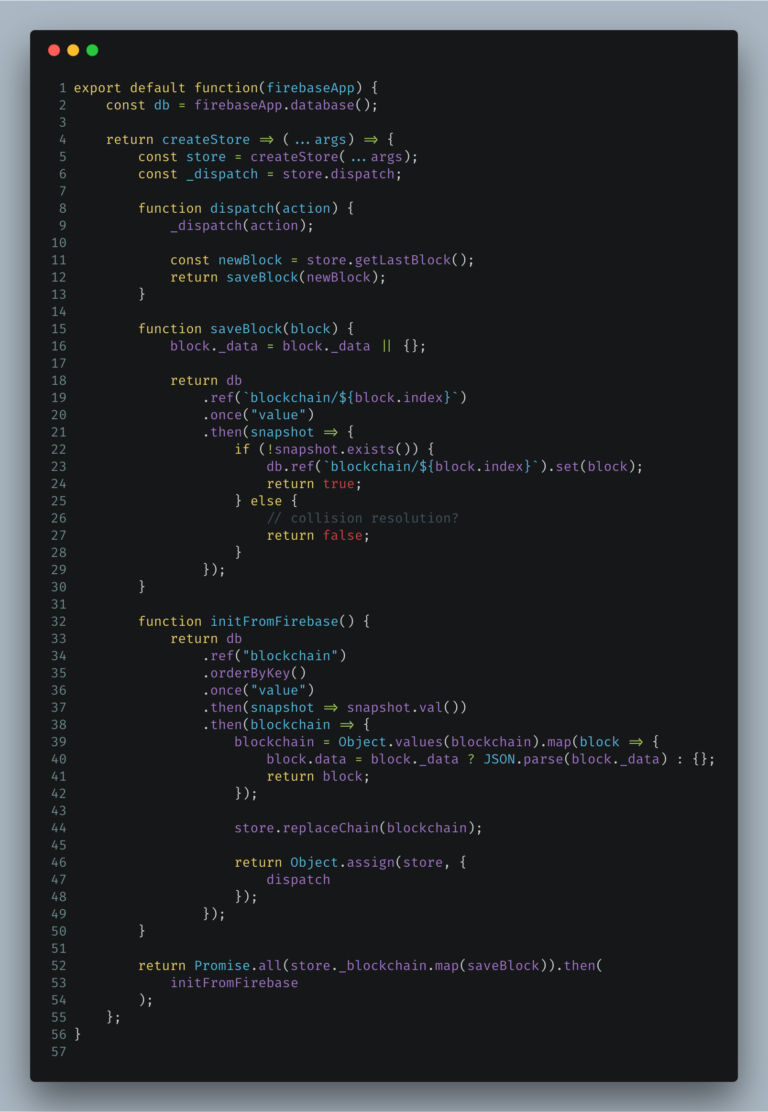 1 export default function(firebaseApp) {
2     const db = firebaseApp.database();
3
4     return createStore => (...args) => {
5         const store = createStore(...args);
6         const _dispatch = store.dispatch;
7
8         function dispatch(action) {
9             _dispatch(action);
10
11             const newBlock = store.getLastBlock();
12             return saveBlock(newBlock);
13         }
14
15         function saveBlock(block) {
16             block._data = block._data || {};
17
18             return db
19                 .ref(`blockchain/${block.index}`)
20                 .once("value")
21                 .then(snapshot => {
22                     if (!snapshot.exists()) {
23                         db.ref(`blockchain/${block.index}`).set(block);
24                         return true;
25                     } else {
26                         // collision resolution?
27                         return false;
28                     }
29                 });
30         }
31
32         function initFromFirebase() {
33             return db
34                 .ref("blockchain")
35                 .orderByKey()
36                 .once("value")
37                 .then(snapshot => snapshot.val())
38                 .then(blockchain => {
39                     blockchain = Object.values(blockchain).map(block => {
40                         block.data = block._data ? JSON.parse(block._data) : {};
41                         return block;
42                     });
43
44                     store.replaceChain(blockchain);
45
46                     return Object.assign(store, {
47                         dispatch
48                     });
49                 });
50         }
51
52         return Promise.all(store._blockchain.map(saveBlock)).then(
53             initFromFirebase
54         );
55     };
56 }
57